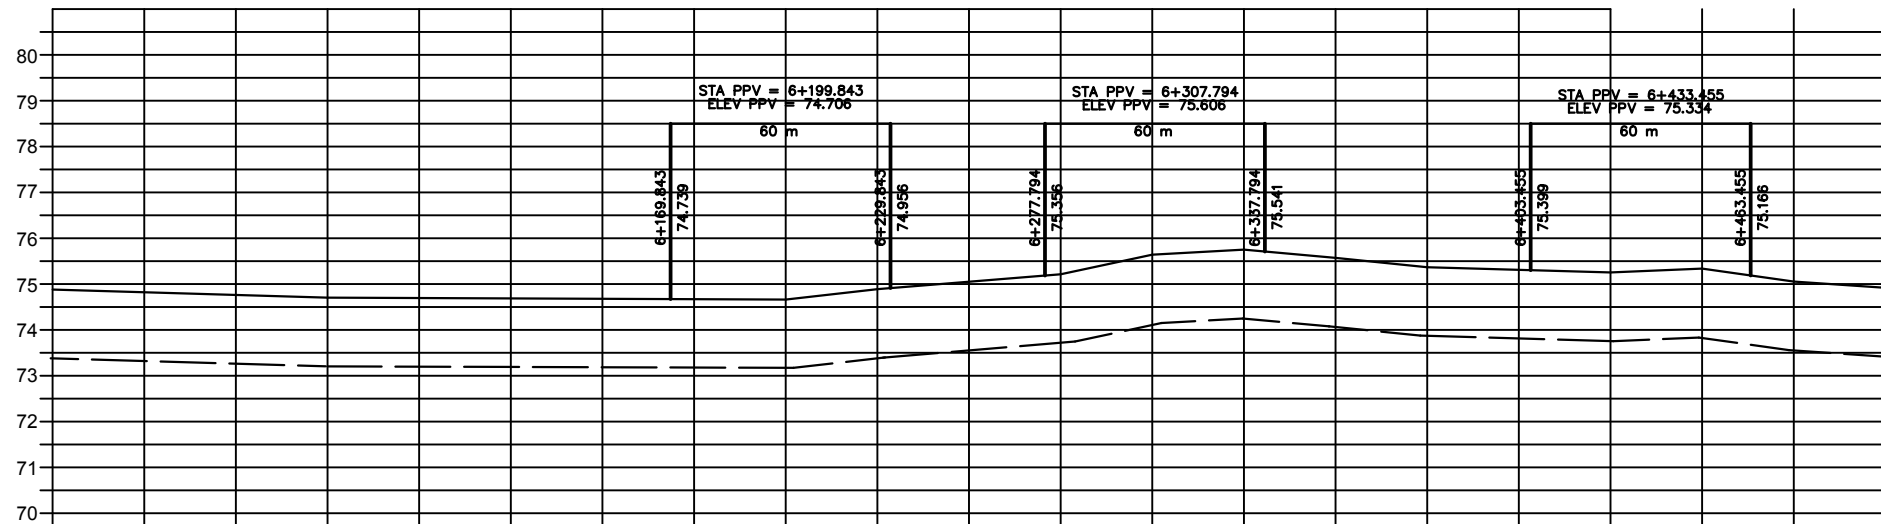 80
79
78
77
76
75
74
73
72
71
70
STA PPV = 6+199.843
ELEV PPV = 74.706
60 m
6+169.843
74.739
6+229.843
74.956
STA PPV = 6+307.794
ELEV PPV = 75.606
60 m
6+277.794
75.356
6+337.794
75.541
STA PPV = 6+433.455
ELEV PPV = 75.334
60 m
6+403.455
75.399
6+463.455
75.166